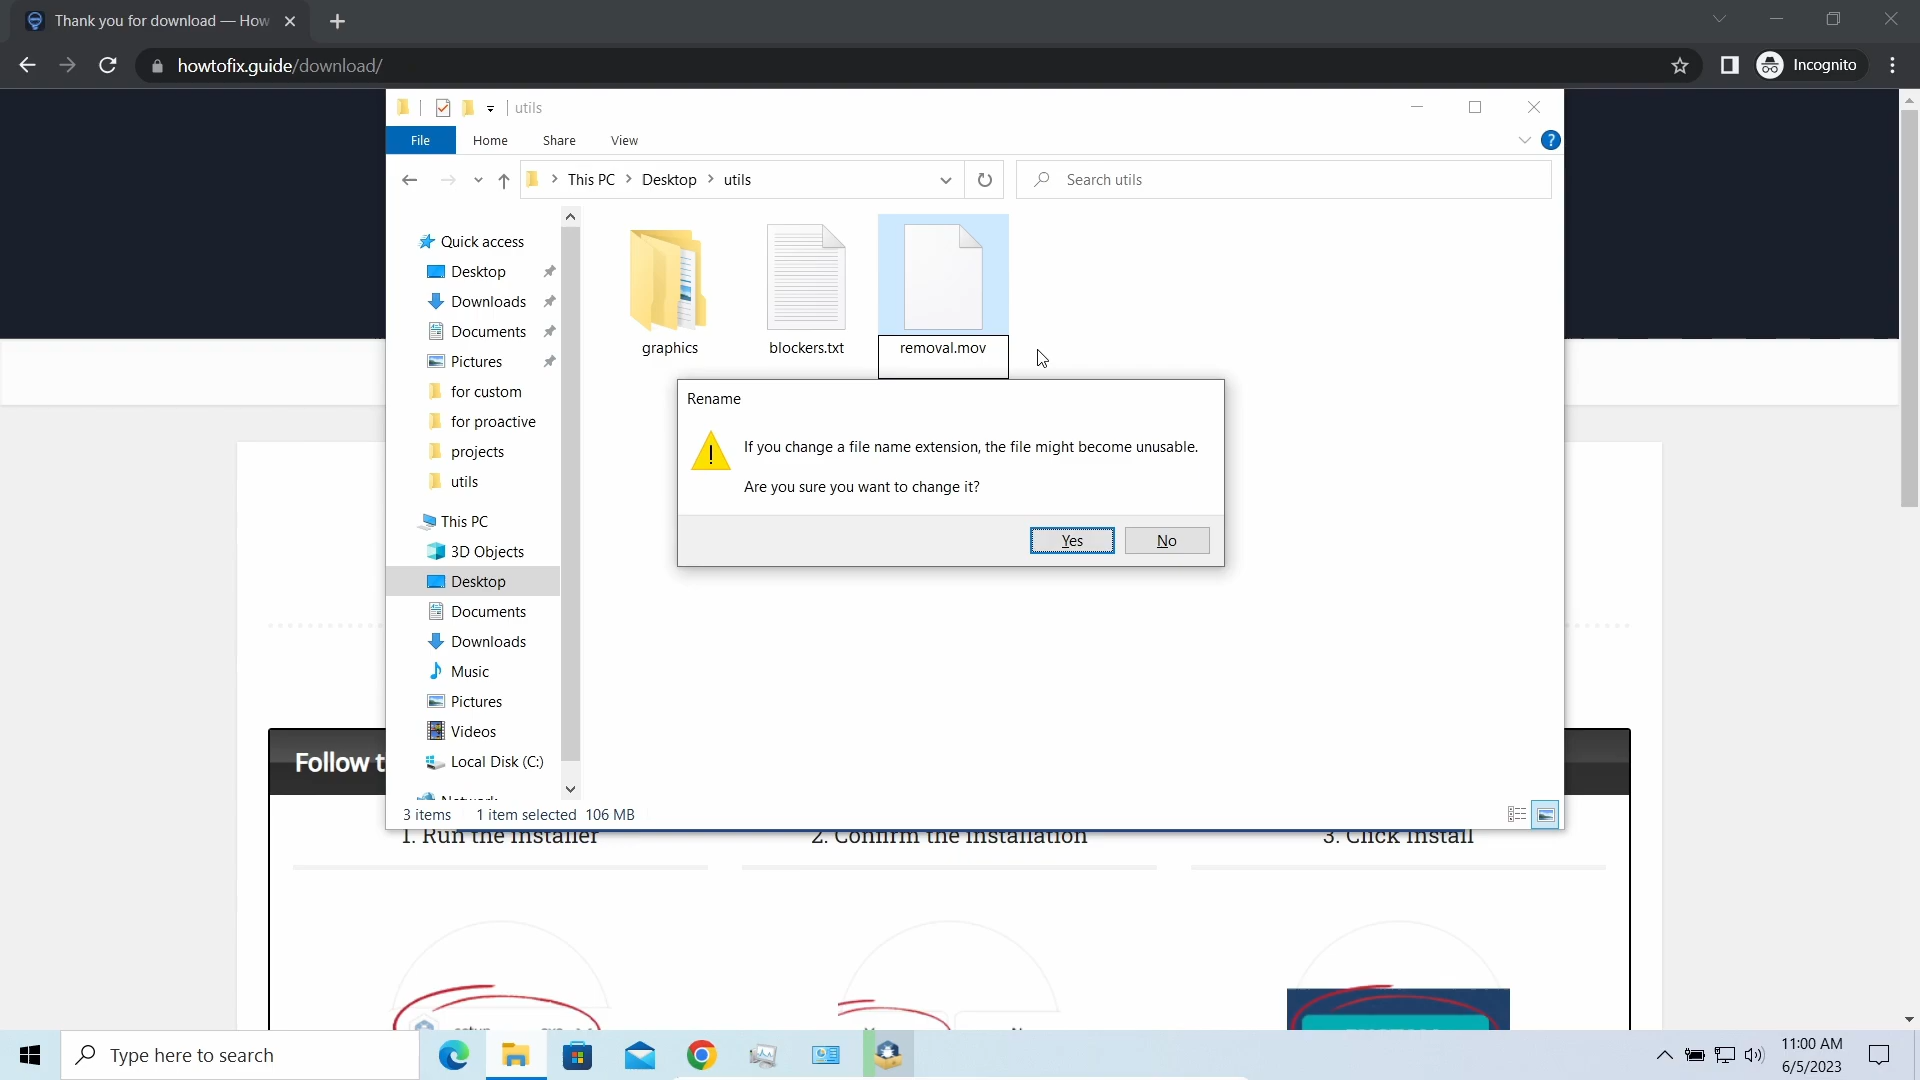 Thank you for download — How
howtofix.guide/download/
Incognito
utils
File
Home
Share
View
This PC
Desktop
utils
Search utils
Quick access
Desktop
Downloads
Documents
Pictures
for custom
for proactive
projects
utils
This PC
3D Objects
Desktop
Documents
Downloads
Music
Pictures
Videos
Local Disk (C:)
graphics
blockers.txt
removal.mov
Rename
If you change a file name extension, the file might become unusable.
Are you sure you want to change it?
Yes
No
3 items
1 item selected 106 MB
Follow t
1. Run the Installer
2. Confirm the Installation
3. Click Install
Type here to search
11:00 AM
6/5/2023